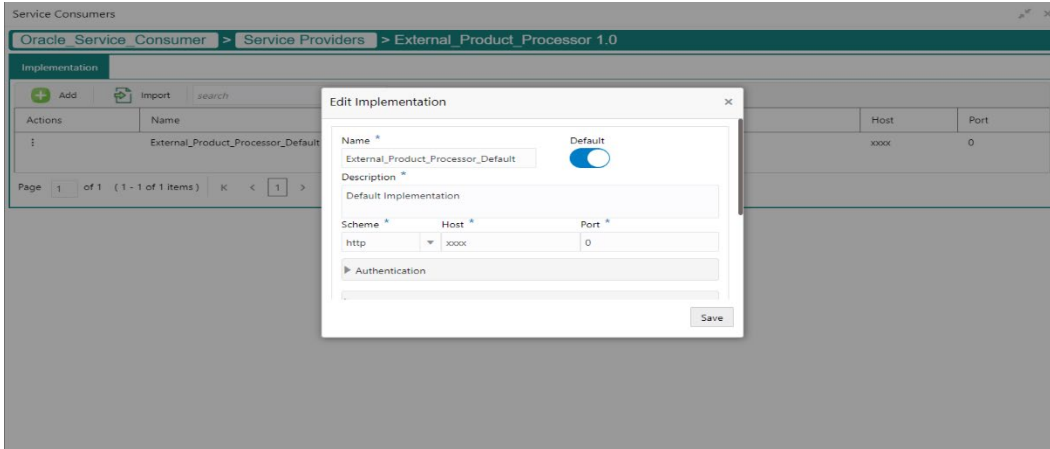 Service Consumers
Oracle_Service_Consumer > Service Providers > External_Product_Processor 1.0
Implementation
Add Import search
Actions Name Host Port
External_Product_Processor_Default xxxx 0
Page 1 of 1 (1 - 1 of 1 items) K < 1 >
Edit Implementation ×
Name * Default
External_Product_Processor_Default
Description *
Default Implementation
Scheme * Host * Port *
http xxxx 0
Authentication
Save